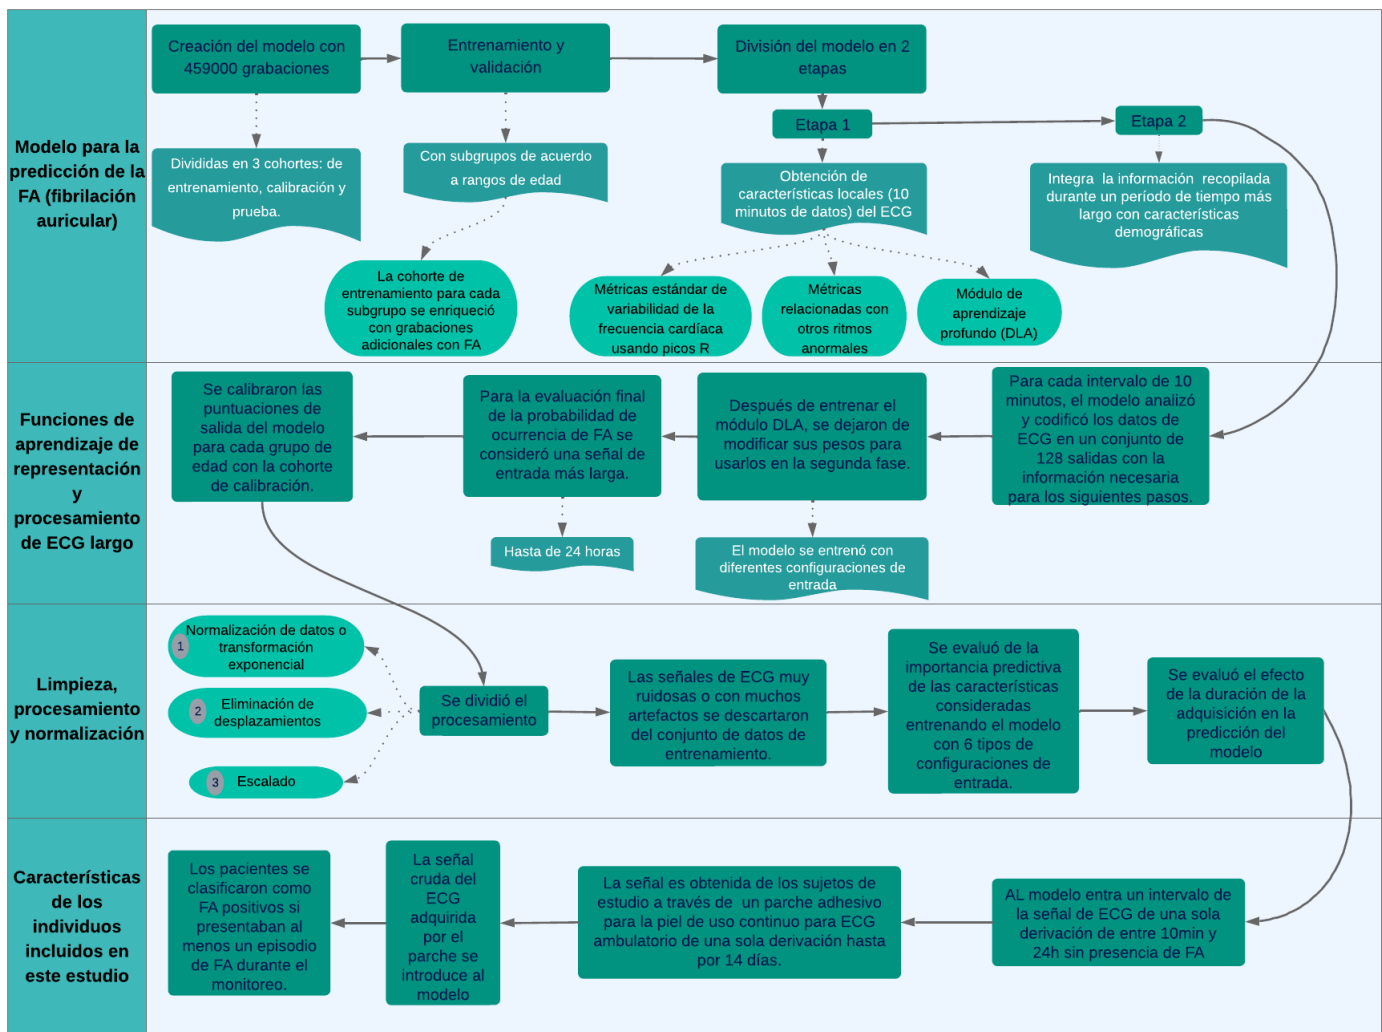 Modelo para la
predicción de la
FA (fibrilación
auricular)
Creación del modelo con
459000 grabaciones
Entrenamiento y
validación
División del modelo en 2
etapas
Etapa 1
Etapa 2
Divididas en 3 cohortes: de
entrenamiento, calibración y
prueba.
Con subgrupos de acuerdo
a rangos de edad
Obtención de
características locales (10
minutos de datos) del ECG
Integra la información recopilada
durante un período de tiempo más
largo con características
demográficas
La cohorte de
entrenamiento para cada
subgrupo se enriqueció
con grabaciones
adicionales con FA
Métricas estándar de
variabilidad de la
frecuencia cardíaca
usando picos R
Métricas
relacionadas con
otros ritmos
anormales
Módulo de
aprendizaje
profundo (DLA)
Funciones de
aprendizaje de
representación
y
procesamiento
de ECG largo
Se calibraron las
puntuaciones de
salida del modelo
para cada grupo de
edad con la cohorte
de calibración.
Para la evaluación final
de la probabilidad de
ocurrencia de FA se
consideró una señal de
entrada más larga.
Después de entrenar el
módulo DLA, se dejaron de
modificar sus pesos para
usarlos en la segunda fase.
Para cada intervalo de 10
minutos, el modelo analizó
y codificó los datos de
ECG en un conjunto de
128 salidas con la
información necesaria
para los siguientes pasos.
Hasta de 24 horas
El modelo se entrenó con
diferentes configuraciones de
entrada
Limpieza,
procesamiento
y normalización
1
Normalización de datos o
transformación
exponencial
2
Eliminación de
desplazamientos
3
Escalado
Se dividió el
procesamiento
Las señales de ECG muy
ruidosas o con muchos
artefactos se descartaron
del conjunto de datos de
entrenamiento.
Se evaluó de la
importancia predictiva
de las características
consideradas
entrenando el modelo
con 6 tipos de
configuraciones de
entrada.
Se evaluó el efecto
de la duración de la
adquisición en la
predicción del
modelo
Características
de los
individuos
incluidos en
este estudio
Los pacientes se
clasificaron como
FA positivos si
presentaban al
menos un episodio
de FA durante el
monitoreo.
La señal
cruda del
ECG
adquirida
por el
parche se
introduce al
modelo
La señal es obtenida de los sujetos de
estudio a través de un parche adhesivo
para la piel de uso continuo para ECG
ambulatorio de una sola derivación hasta
por 14 días.
AL modelo entra un intervalo de
la señal de ECG de una sola
derivación de entre 10min y
24h sin presencia de FA